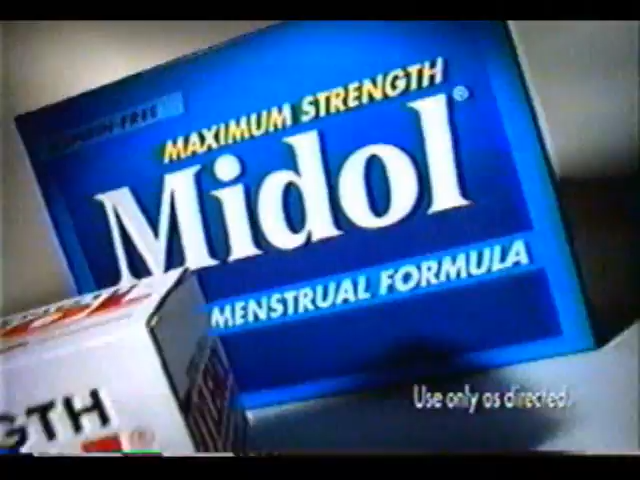 MAXIMUM STRENGTH
Midol®
MENSTRUAL FORMULA
GTH
®
Use only as directed.